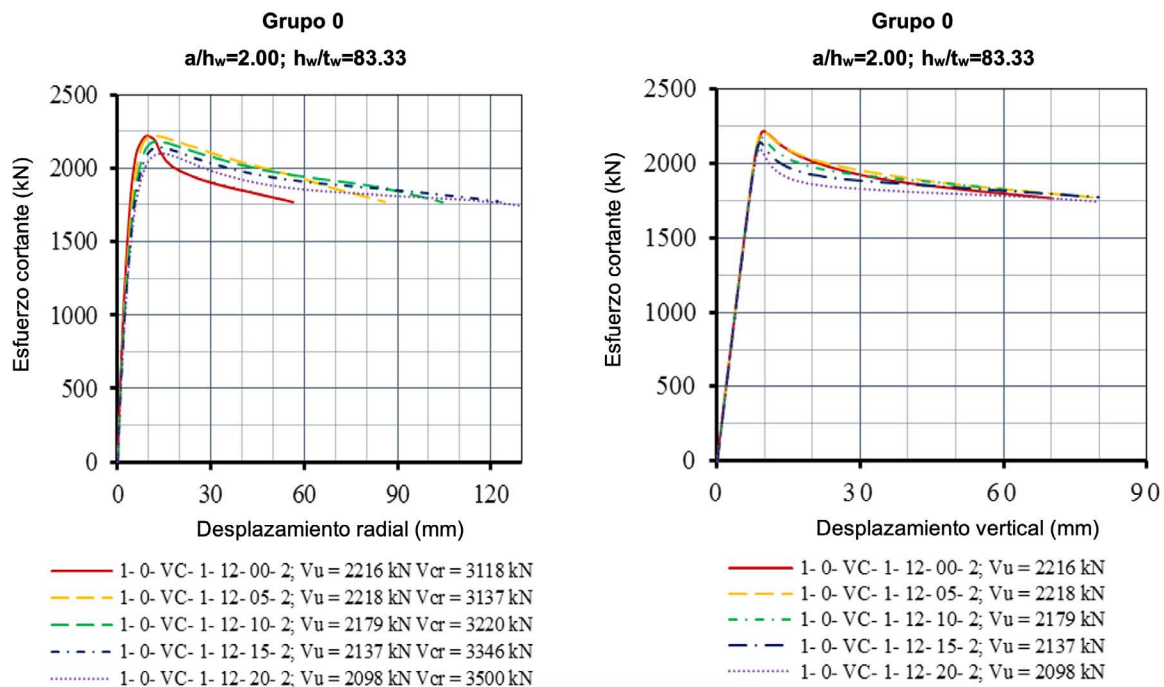 Grupo 0
a/hw=2.00; hw/tw=83.33
2500
2000
1500
1000
500
0
Esfuerzo cortante (kN)
0 30 60 90 120
Desplazamiento radial (mm)
1- 0- VC- 1- 12- 00- 2; Vu = 2216 kN Vcr = 3118 kN
1- 0- VC- 1- 12- 05- 2; Vu = 2218 kN Vcr = 3137 kN
1- 0- VC- 1- 12- 10- 2; Vu = 2179 kN Vcr = 3220 kN
1- 0- VC- 1- 12- 15- 2; Vu = 2137 kN Vcr = 3346 kN
1- 0- VC- 1- 12- 20- 2; Vu = 2098 kN Vcr = 3500 kN
Grupo 0
a/hw=2.00; hw/tw=83.33
2500
2000
1500
1000
500
0
Esfuerzo cortante (kN)
0 30 60 90
Desplazamiento vertical (mm)
1- 0- VC- 1- 12- 00- 2; Vu = 2216 kN
1- 0- VC- 1- 12- 05- 2; Vu = 2218 kN
1- 0- VC- 1- 12- 10- 2; Vu = 2179 kN
1- 0- VC- 1- 12- 15- 2; Vu = 2137 kN
1- 0- VC- 1- 12- 20- 2; Vu = 2098 kN